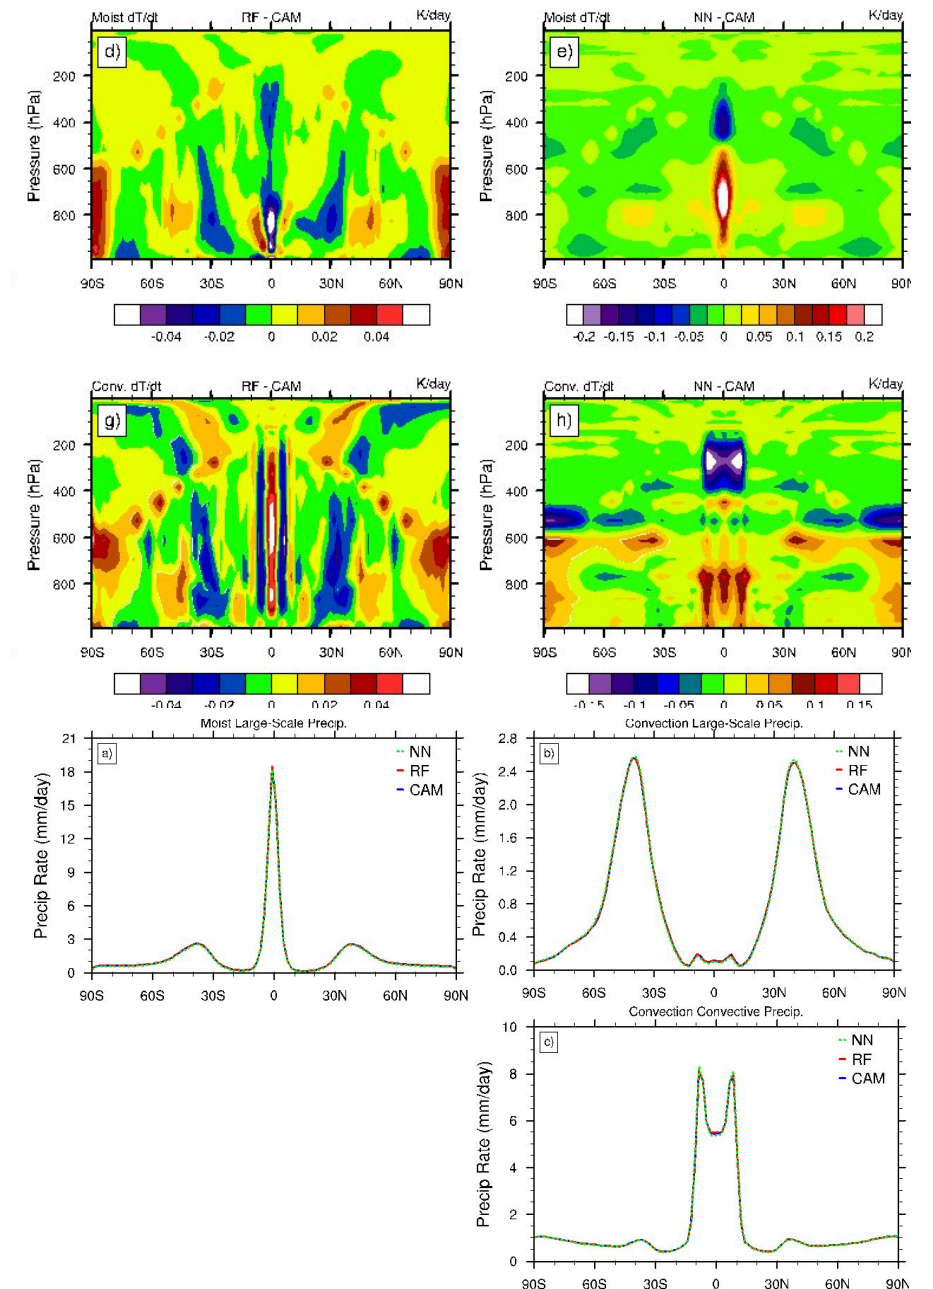 Moist dT/dt RF - CAM K/day
d)
Pressure (hPa)
200
400
600
800
90S 60S 30S 0 30N 60N 90N
-0.04 -0.02 0 0.02 0.04
Moist dT/dt NN - CAM K/day
e)
Pressure (hPa)
200
400
600
800
90S 60S 30S 0 30N 60N 90N
-0.2 -0.15 -0.1 -0.05 0 0.05 0.1 0.15 0.2
Conv. dT/dt RF - CAM K/day
g)
Pressure (hPa)
200
400
600
800
90S 60S 30S 0 30N 60N 90N
-0.04 -0.02 0 0.02 0.04
Conv. dT/dt NN - CAM K/day
h)
Pressure (hPa)
200
400
600
800
90S 60S 30S 0 30N 60N 90N
-0.15 -0.1 -0.05 0 0.05 0.1 0.15
Moist Large-Scale Precip.
a)
NN
RF
CAM
Precip Rate (mm/day)
21
18
15
12
9
6
3
0
90S 60S 30S 0 30N 60N 90N
Convection Large-Scale Precip.
b)
NN
RF
CAM
Precip Rate (mm/day)
2.8
2.4
2.0
1.6
1.2
0.8
0.4
0.0
90S 60S 30S 0 30N 60N 90N
Convection Convective Precip.
c)
NN
RF
CAM
Precip Rate (mm/day)
10
8
6
4
2
0
90S 60S 30S 0 30N 60N 90N